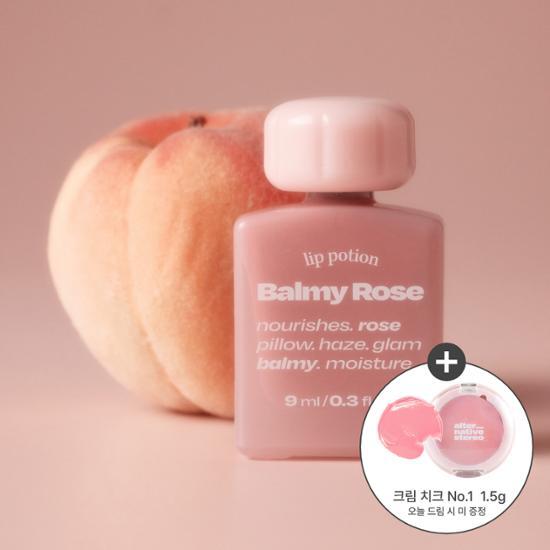 lip potion
Balmy Rose
nourishes. rose
pillow. haze. glam
balmy. moisture
9 ml/0.3 fl
+
after_
native
stereo
크림 치크 No.1 1.5g
오늘 드림 시 미 증정